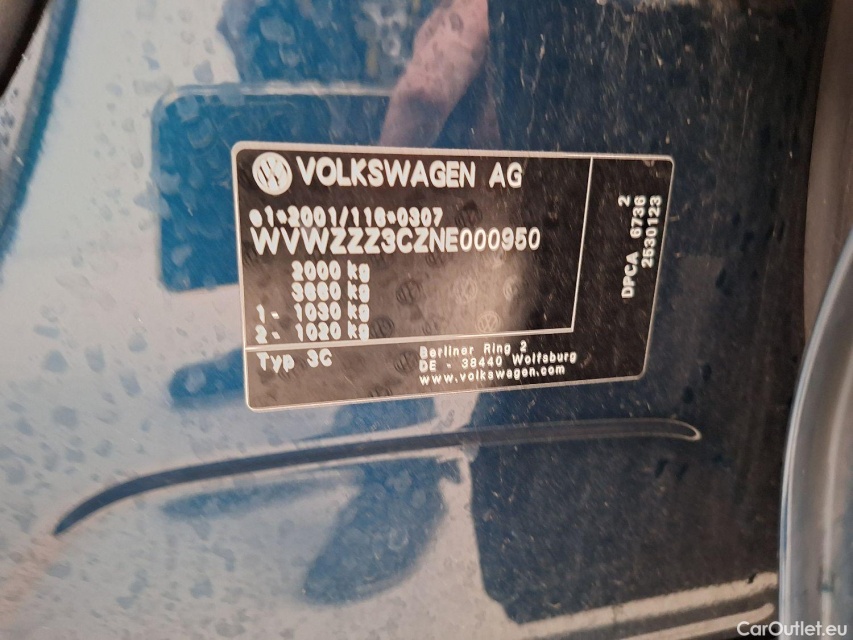 VOLKSWAGEN AG
e1*2001/116*0307
WVWZZZ3CZNE000950
2000 kg
3860 kg
1 - 1030 kg
2 - 1020 kg
Typ 3C
Berliner Ring 2
DE - 38440 Wolfsburg
www.volkswagen.com
2
DPCA 6736
2530123
CarOutlet.eu